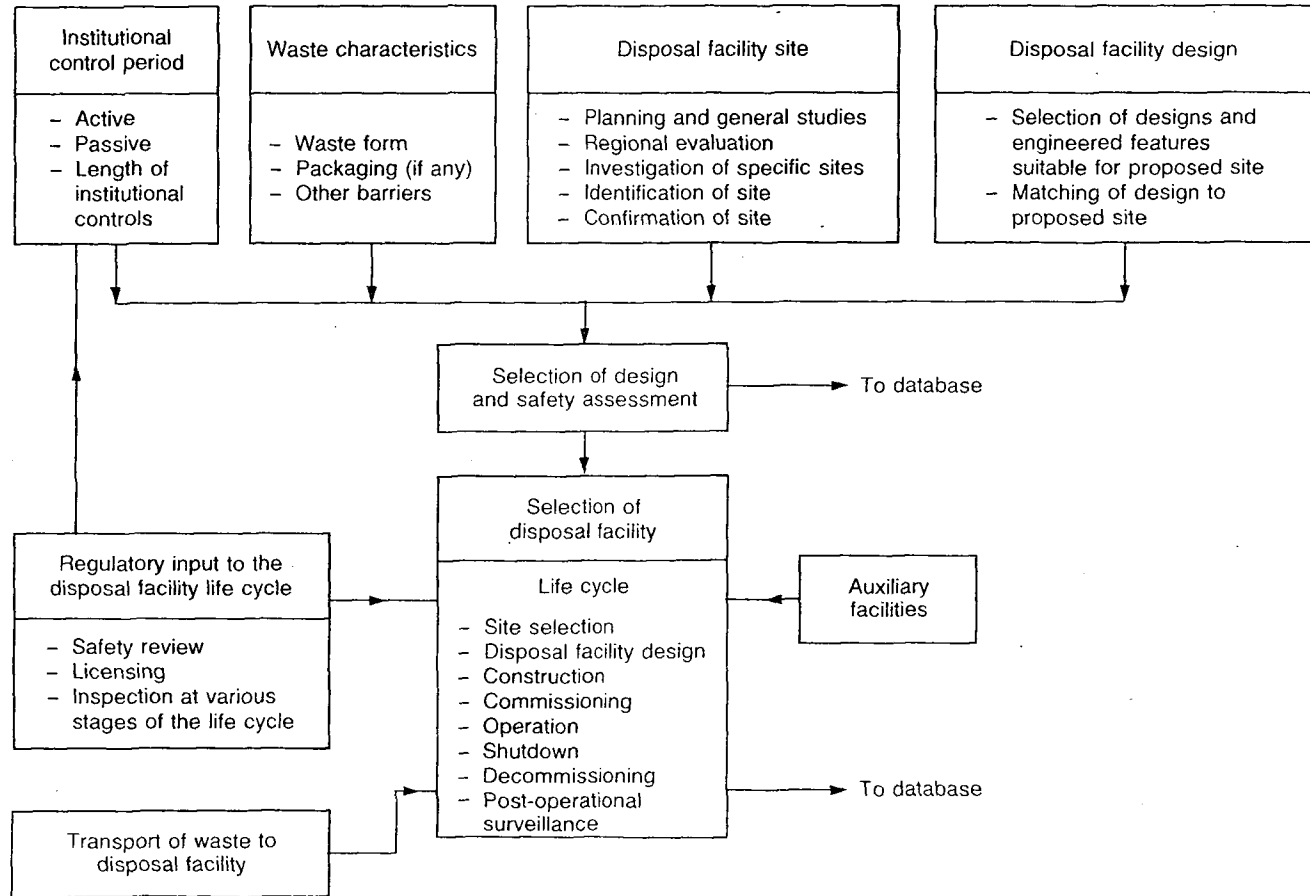 Institutional
control period
– Active
– Passive
– Length of
institutional
controls
Waste characteristics
– Waste form
– Packaging (if any)
– Other barriers
Disposal facility site
– Planning and general studies
– Regional evaluation
– Investigation of specific sites
– Identification of site
– Confirmation of site
Disposal facility design
– Selection of designs and
engineered features
suitable for proposed site
– Matching of design to
proposed site
Selection of design
and safety assessment
To database
Selection of
disposal facility
Life cycle
– Site selection
– Disposal facility design
– Construction
– Commissioning
– Operation
– Shutdown
– Decommissioning
– Post-operational
surveillance
Regulatory input to the
disposal facility life cycle
– Safety review
– Licensing
– Inspection at various
stages of the life cycle
Auxiliary
facilities
To database
Transport of waste to
disposal facility